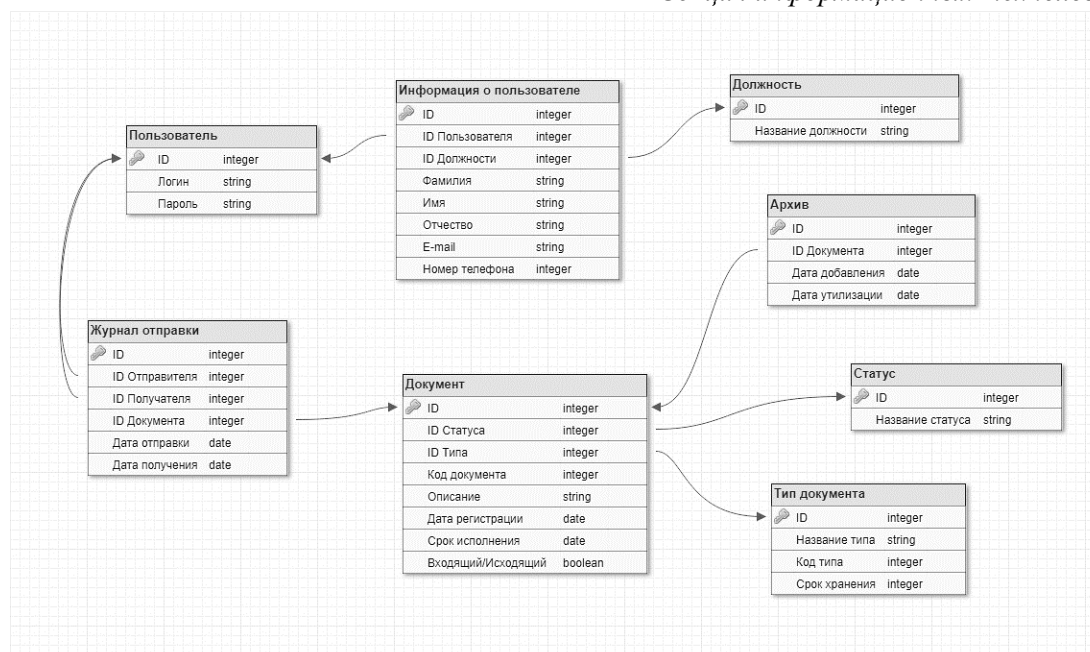 Пользователь
ID integer
Логин string
Пароль string
Информация о пользователе
ID integer
ID Пользователя integer
ID Должности integer
Фамилия string
Имя string
Отчество string
E-mail string
Номер телефона integer
Должность
ID integer
Название должности string
Архив
ID integer
ID Документа integer
Дата добавления date
Дата утилизации date
Журнал отправки
ID integer
ID Отправителя integer
ID Получателя integer
ID Документа integer
Дата отправки date
Дата получения date
Документ
ID integer
ID Статуса integer
ID Типа integer
Код документа integer
Описание string
Дата регистрации date
Срок исполнения date
Входящий/Исходящий boolean
Статус
ID integer
Название статуса string
Тип документа
ID integer
Название типа string
Код типа integer
Срок хранения integer